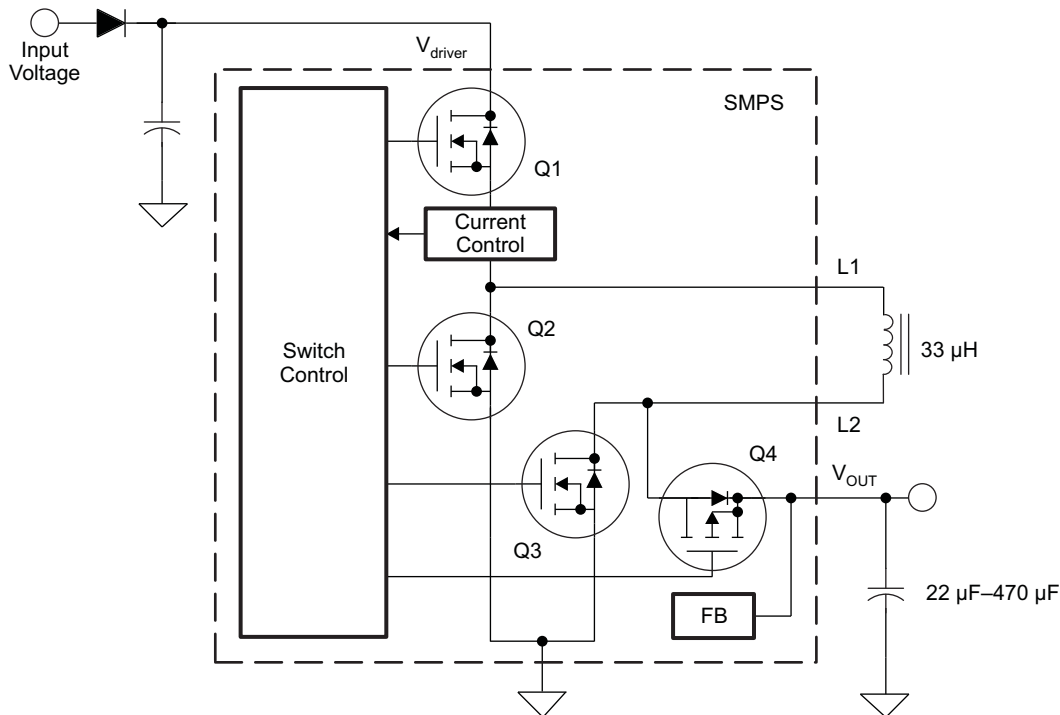 Input
Voltage
V_driver
SMPS
Q1
Current
Control
L1
Q2
Switch
Control
33 µH
L2
Q4
V_OUT
Q3
22 µF–470 µF
FB